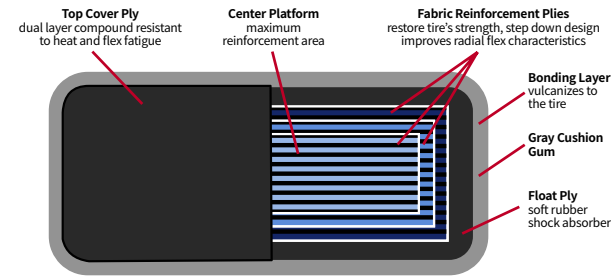 Top Cover Ply
dual layer compound resistant
to heat and flex fatigue
Center Platform
maximum
reinforcement area
Fabric Reinforcement Plies
restore tire's strength, step down design
improves radial flex characteristics
Bonding Layer
vulcanizes to
the tire
Gray Cushion
Gum
Float Ply
soft rubber
shock absorber